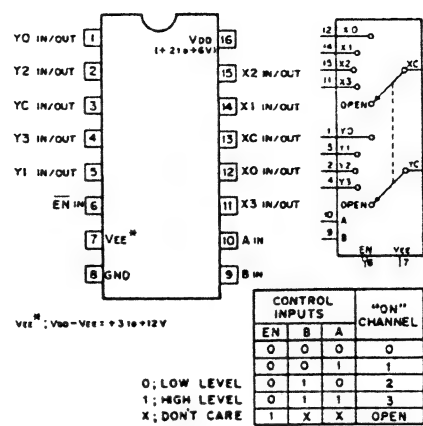 Y0 IN/OUT 1
Y2 IN/OUT 2
YC IN/OUT 3
Y3 IN/OUT 4
Y1 IN/OUT 5
EN IN 6
7 VEE*
8 GND
VDD 16
(+2 to +6V)
15 X2 IN/OUT
14 X1 IN/OUT
13 XC IN/OUT
12 X0 IN/OUT
11 X3 IN/OUT
10 A IN
9 B IN
12 X0
14 X1
15 X2 XC
11 X3
OPEN
1 Y0
5 Y1
2 Y2 YC
4 Y3
OPEN
10 A
9 B
EN VEE
6 7
VEE*; VDD-VEE = +3 to +12V
CONTROL INPUTS "ON" CHANNEL
EN B A
0 0 0 0
0 0 1 1
0 1 0 2
0 1 1 3
1 X X OPEN
0; LOW LEVEL
1; HIGH LEVEL
X; DON'T CARE